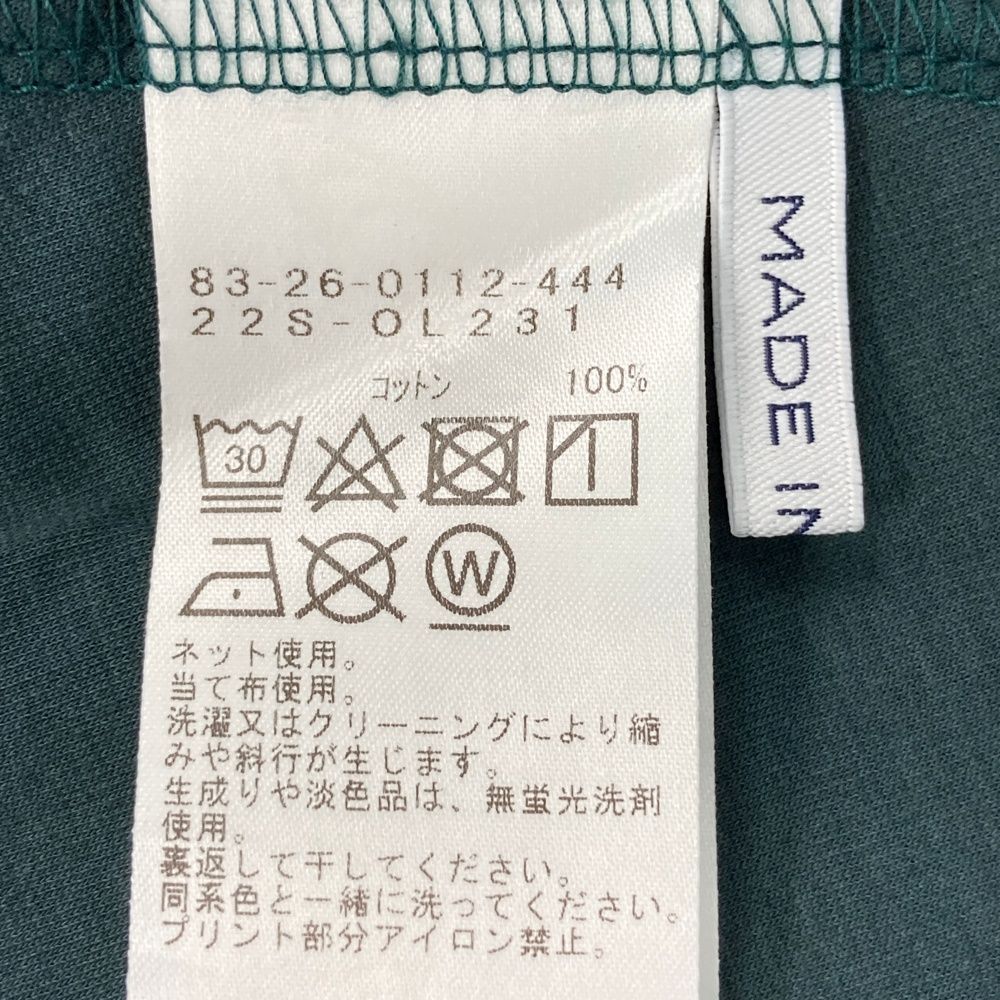 83-26-0112-444
22S-OL231
コットン 100%
30
W
ネット使用。
当て布使用。
洗濯又はクリーニングにより縮
みや斜行が生じます。
生成りや淡色品は、無蛍光洗剤
使用。
裏返して干してください。
同系色と一緒に洗ってください。
プリント部分アイロン禁止。
MADE IN